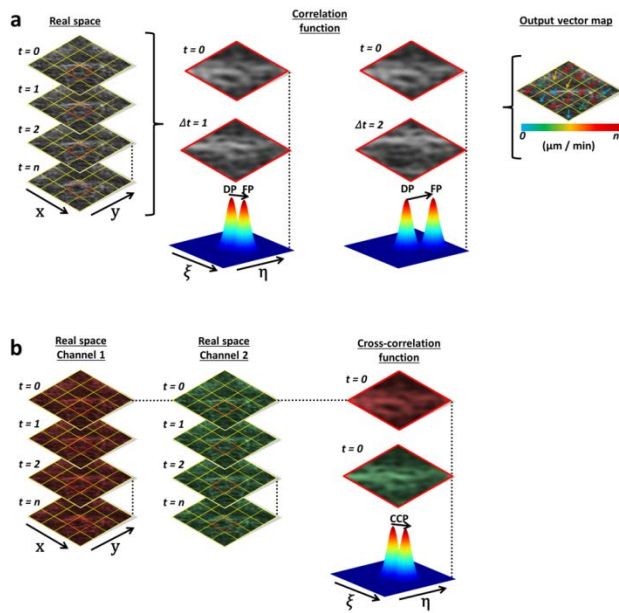 a
Real space
Correlation
function
Output vector map
t = 0
t = 1
t = 2
t = n
x
y
t = 0
Δt = 1
DP FP
ξ
η
t = 0
Δt = 2
DP FP
0
n
(µm / min)
b
Real space
Channel 1
Real space
Channel 2
Cross-correlation
function
t = 0
t = 1
t = 2
t = n
x
y
t = 0
t = 1
t = 2
t = n
t = 0
t = 0
CCP
ξ
η